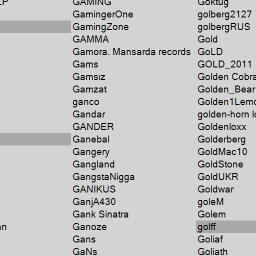 GAMING
GamingerOne
GamingZone
GAMMA
Gamora. Mansarda records
Gams
Gamsız
Gamzat
ganco
Gandar
GANDER
Ganebal
Gangery
Gangland
GangstaNigga
GANIKUS
GanjA430
Gank Sinatra
Ganoze
Gans
GaNs
Goktug
golberg2127
golbergRUS
Gold
GoLD
GOLD_2011
Golden Cobra
Golden_Bear
Golden1Lemo
golden-horn lo
Goldenloxx
Golderberg
GoldMac10
GoldStone
GoldUKR
Goldwar
goleM
Golem
golff
Goliaf
Goliath